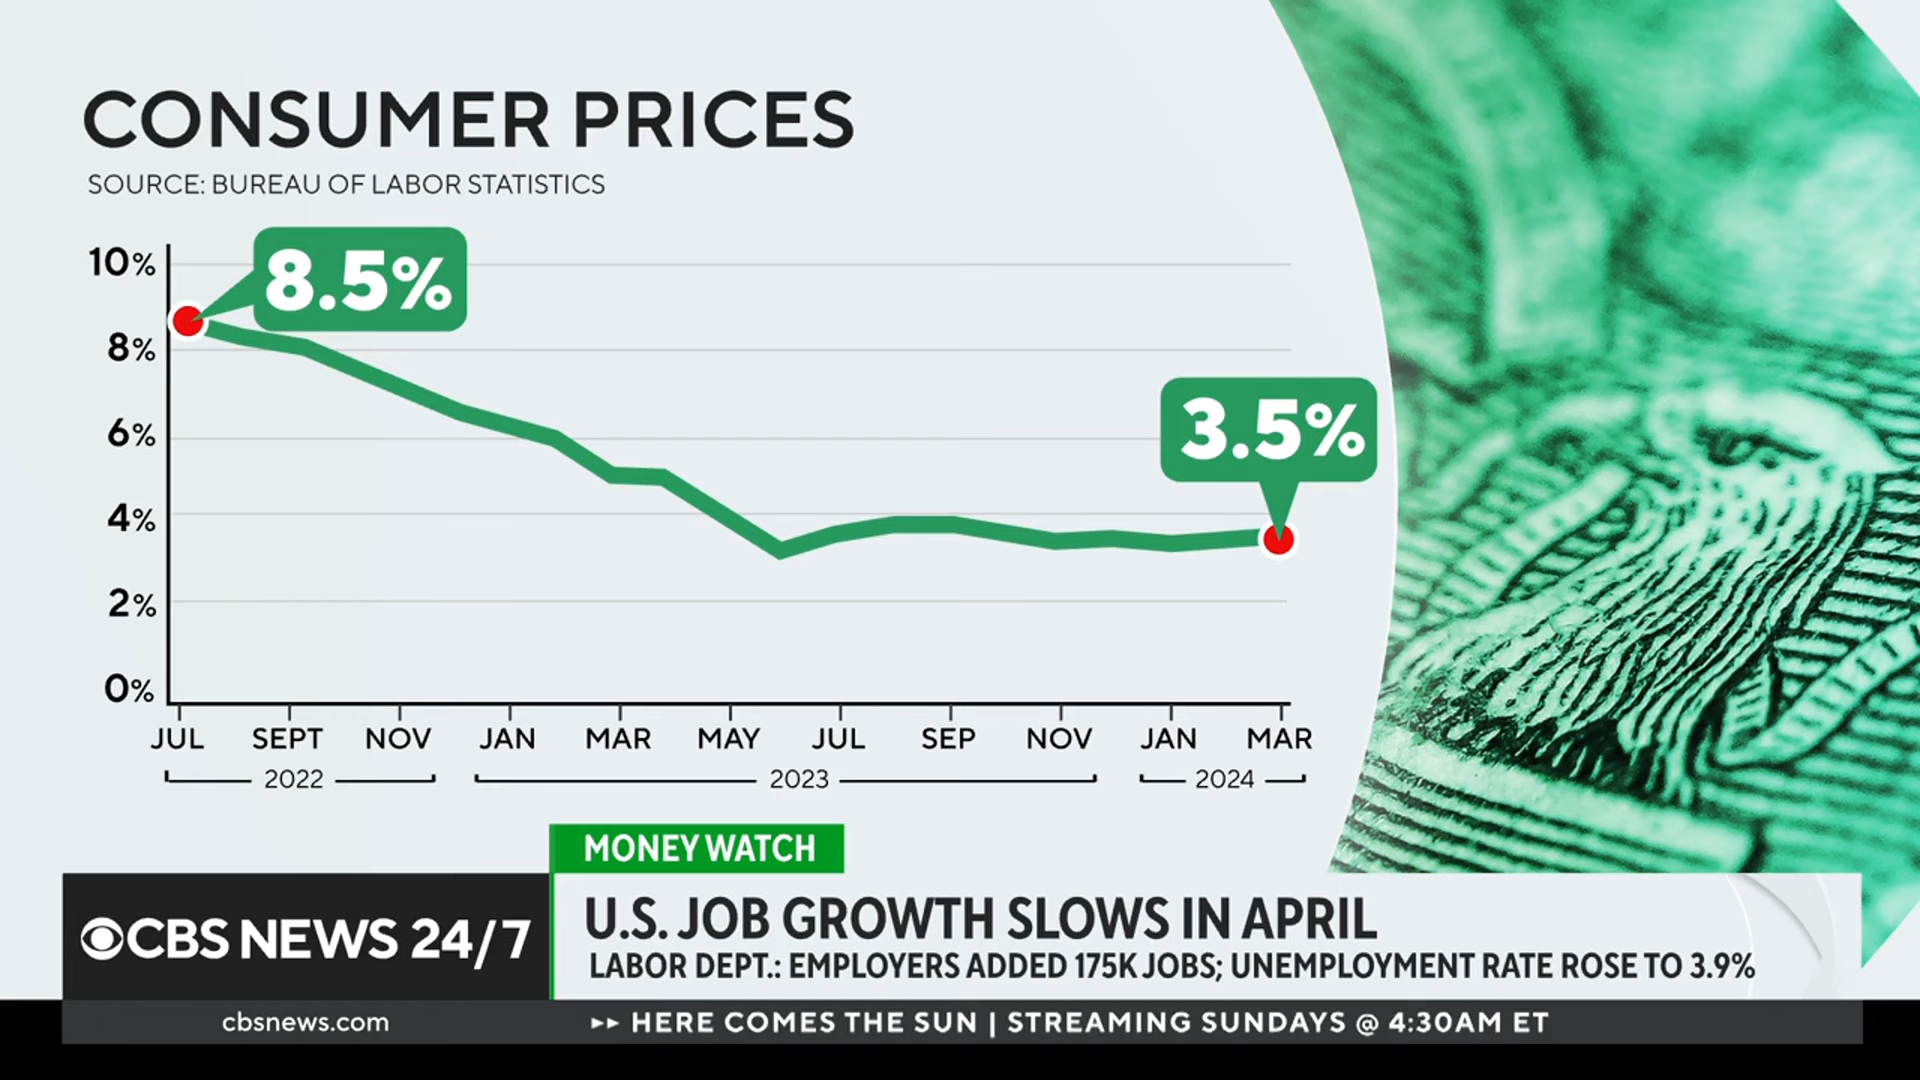 CONSUMER PRICES
SOURCE: BUREAU OF LABOR STATISTICS
10%
8.5%
8%
6%
3.5%
4%
2%
0%
JUL SEPT NOV JAN MAR MAY JUL SEP NOV JAN MAR
2022 2023 2024
MONEY WATCH
CBS NEWS 24/7
U.S. JOB GROWTH SLOWS IN APRIL
LABOR DEPT.: EMPLOYERS ADDED 175K JOBS; UNEMPLOYMENT RATE ROSE TO 3.9%
cbsnews.com
HERE COMES THE SUN | STREAMING SUNDAYS @ 4:30AM ET